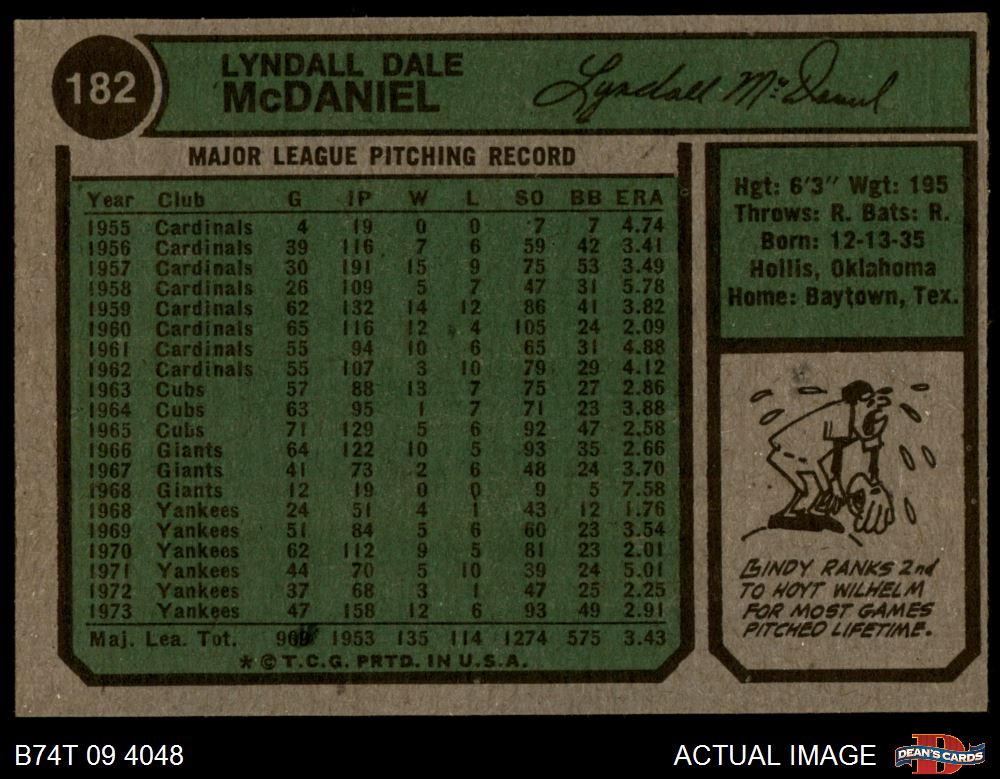 182
LYNDALL DALE
McDANIEL
Lyndall McDaniel
MAJOR LEAGUE PITCHING RECORD
Year Club G IP W L SO BB ERA
1955 Cardinals 4 19 0 0 7 7 4.74
1956 Cardinals 39 116 7 6 59 42 3.41
1957 Cardinals 30 191 15 9 75 53 3.49
1958 Cardinals 26 109 5 7 47 31 5.78
1959 Cardinals 62 132 14 12 86 41 3.82
1960 Cardinals 65 116 12 4 105 24 2.09
1961 Cardinals 55 94 10 6 65 31 4.88
1962 Cardinals 55 107 3 10 79 29 4.12
1963 Cubs 57 88 13 7 75 27 2.86
1964 Cubs 63 95 1 7 71 23 3.88
1965 Cubs 71 129 5 6 92 47 2.58
1966 Giants 64 122 10 5 93 35 2.66
1967 Giants 41 73 2 6 48 24 3.70
1968 Giants 12 19 0 0 9 5 7.58
1968 Yankees 24 51 4 1 43 12 1.76
1969 Yankees 51 84 5 6 60 23 3.54
1970 Yankees 62 112 9 5 81 23 2.01
1971 Yankees 44 70 5 10 39 24 5.01
1972 Yankees 37 68 3 1 47 25 2.25
1973 Yankees 47 158 12 6 93 49 2.91
Maj. Lea. Tot. 1953 135 114 1274 575 3.43
* © T.C.G. PRTD. IN U.S.A.
Hgt: 6'3" Wgt: 195
Throws: R. Bats: R.
Born: 12-13-35
Hollis, Oklahoma
Home: Baytown, Tex.
LINDY RANKS 2nd
TO HOYT WILHELM
FOR MOST GAMES
PITCHED LIFETIME.
B74T 09 4048
ACTUAL IMAGE
DEAN'S CARDS